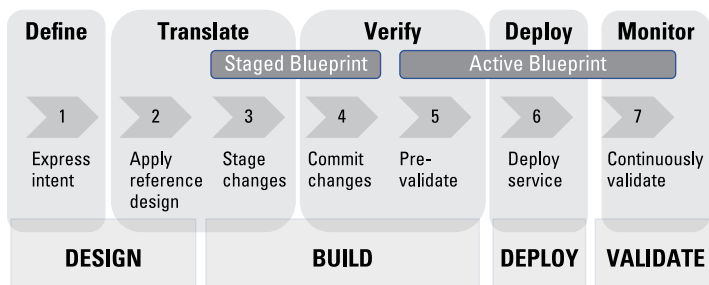 Define Translate Verify Deploy Monitor
Staged Blueprint Active Blueprint
1 2 3 4 5 6 7
Express Apply Stage Commit Pre- Deploy Continuously
intent reference changes changes validate service validate
design
DESIGN BUILD DEPLOY VALIDATE